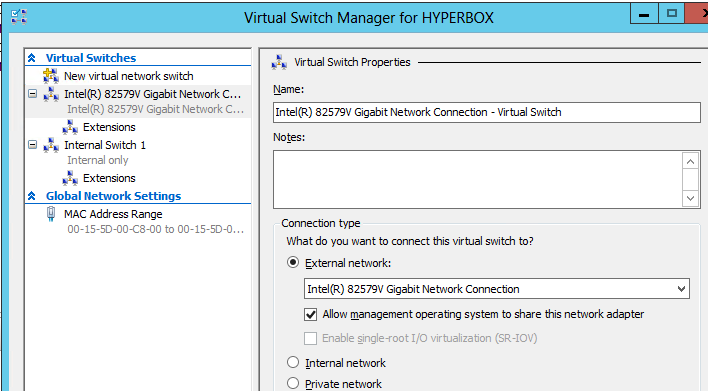 Virtual Switch Manager for HYPERBOX
Virtual Switches
New virtual network switch
Intel(R) 82579V Gigabit Network C...
Intel(R) 82579V Gigabit Network C...
Extensions
Internal Switch 1
Internal only
Extensions
Global Network Settings
MAC Address Range
00-15-5D-00-C8-00 to 00-15-5D-0...
Virtual Switch Properties
Name:
Intel(R) 82579V Gigabit Network Connection - Virtual Switch
Notes:
Connection type
What do you want to connect this virtual switch to?
External network:
Intel(R) 82579V Gigabit Network Connection
Allow management operating system to share this network adapter
Enable single-root I/O virtualization (SR-IOV)
Internal network
Private network